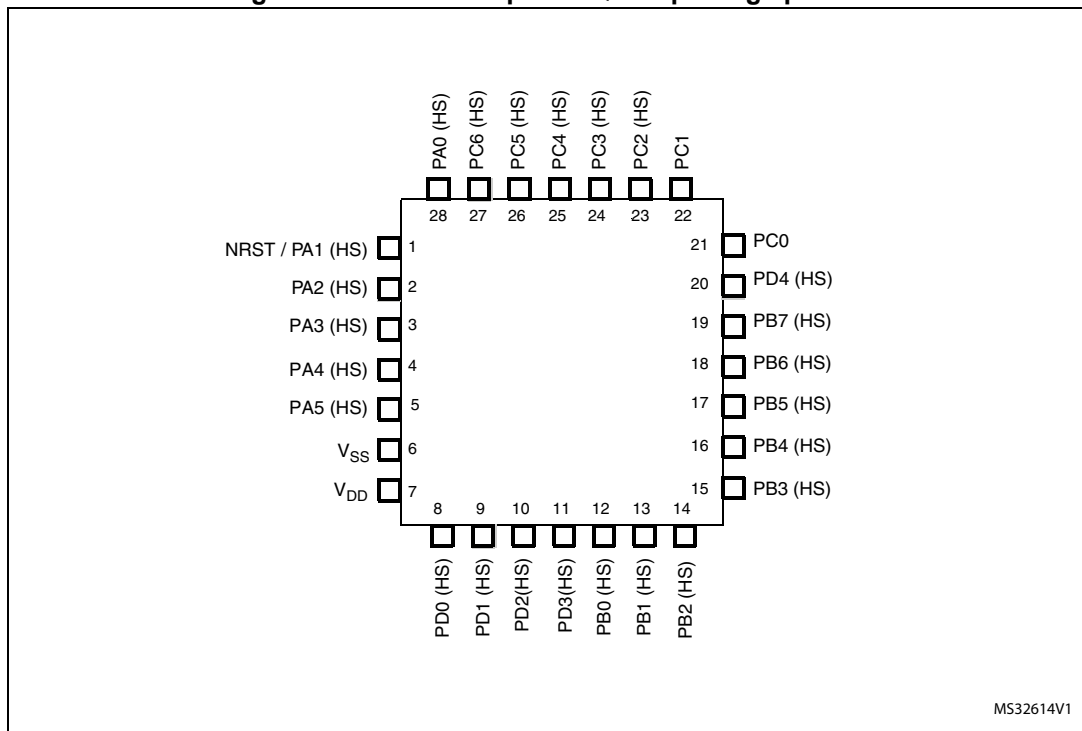 PA0 (HS)
PC6 (HS)
PC5 (HS)
PC4 (HS)
PC3 (HS)
PC2 (HS)
PC1
28 27 26 25 24 23 22
NRST / PA1 (HS) 1
PA2 (HS) 2
PA3 (HS) 3
PA4 (HS) 4
PA5 (HS) 5
VSS 6
VDD 7
21 PC0
20 PD4 (HS)
19 PB7 (HS)
18 PB6 (HS)
17 PB5 (HS)
16 PB4 (HS)
15 PB3 (HS)
8 9 10 11 12 13 14
PD0 (HS)
PD1 (HS)
PD2(HS)
PD3(HS)
PB0 (HS)
PB1 (HS)
PB2 (HS)
MS32614V1